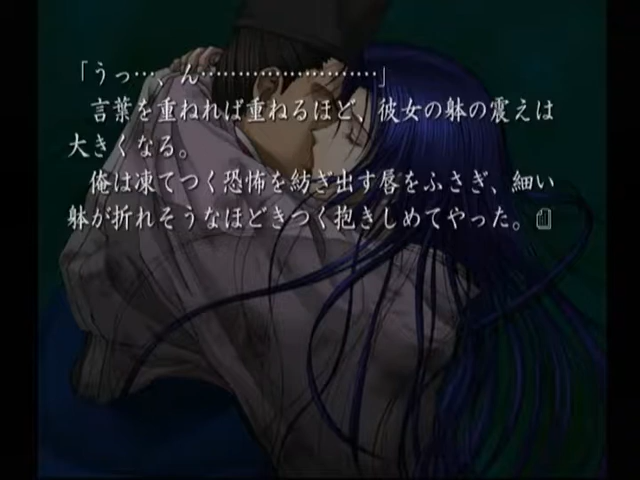 「うっ…、ん……………………」
　言葉を重ねれば重ねるほど、彼女の躰の震えは
大きくなる。
　俺は凍てつく恐怖を紡ぎ出す唇をふさぎ、細い
躰が折れそうなほどきつく抱きしめてやった。